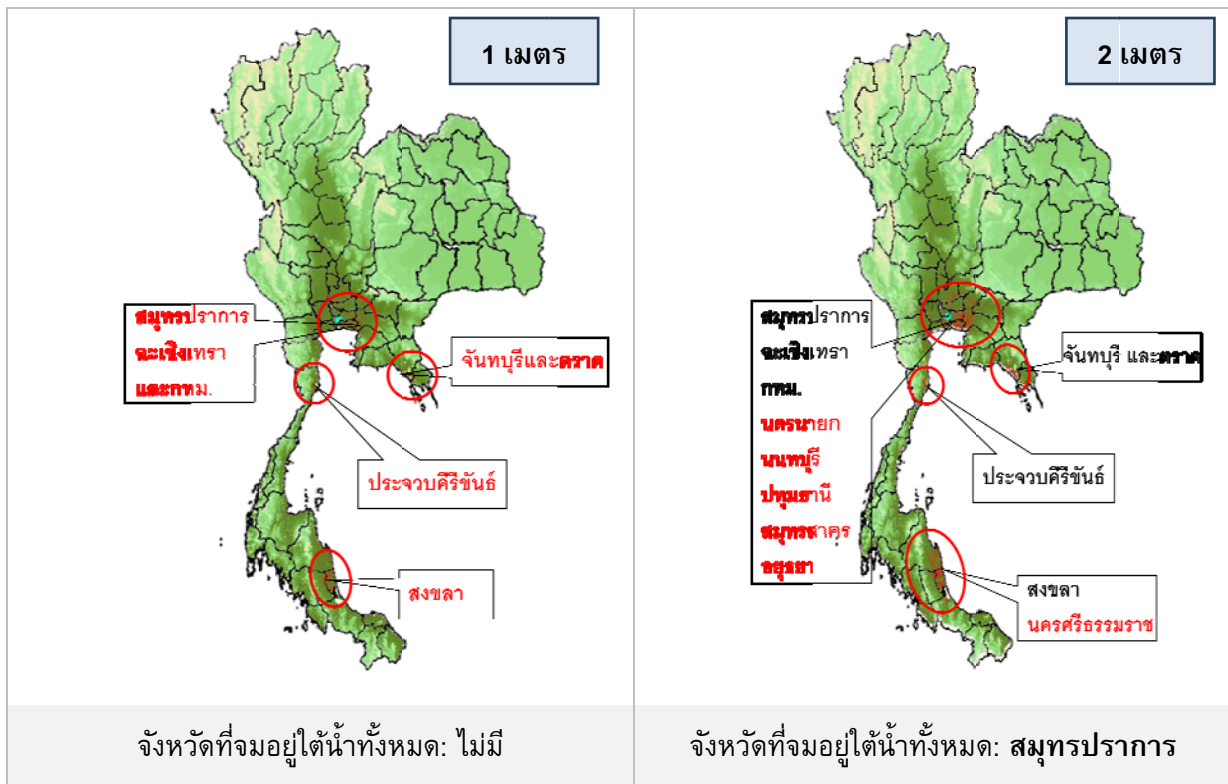 1 เมตร
สมุทรปราการ
ฉะเชิงเทรา
และกทม.
จันทบุรีและตราด
ประจวบคีรีขันธ์
สงขลา
จังหวัดที่จมอยู่ใต้น้ำทั้งหมด: ไม่มี
2 เมตร
สมุทรปราการ
ฉะเชิงเทรา
กทม.
นครนายก
นนทบุรี
ปทุมธานี
สมุทรสาคร
อยุธยา
จันทบุรี และตราด
ประจวบคีรีขันธ์
สงขลา
นครศรีธรรมราช
จังหวัดที่จมอยู่ใต้น้ำทั้งหมด: สมุทรปราการ